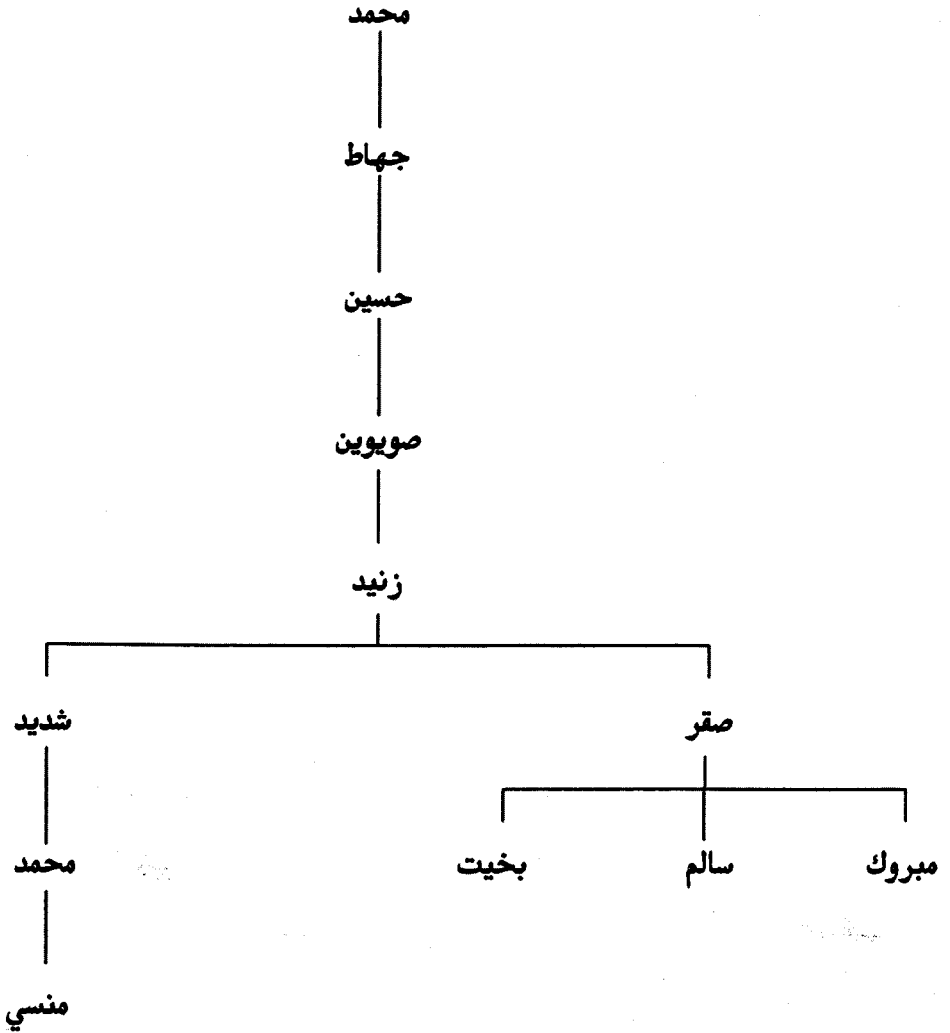 محمد
جهاط
حسين
صويوين
زنيد
صقر
شديد
مبروك
سالم
بخيت
محمد
منسي